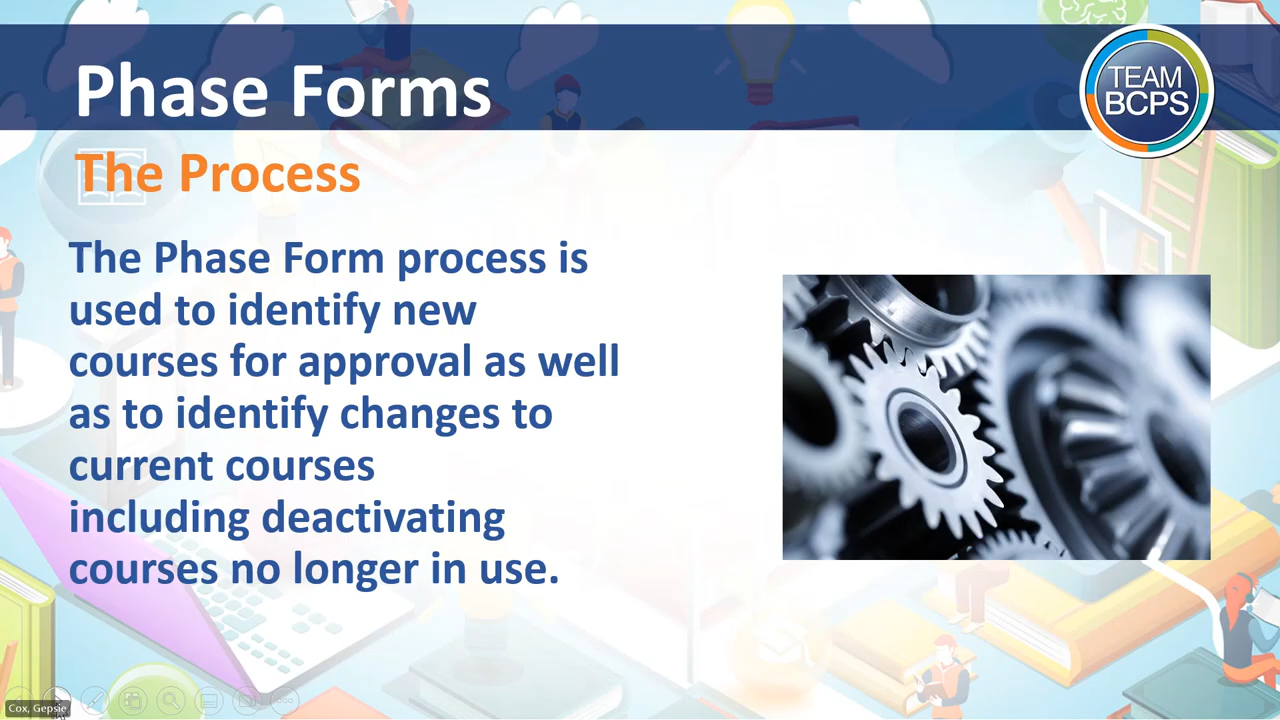 Phase Forms
TEAM
BCPS
The Process
The Phase Form process is
used to identify new
courses for approval as well
as to identify changes to
current courses
including deactivating
courses no longer in use.
Cox, Gepsie